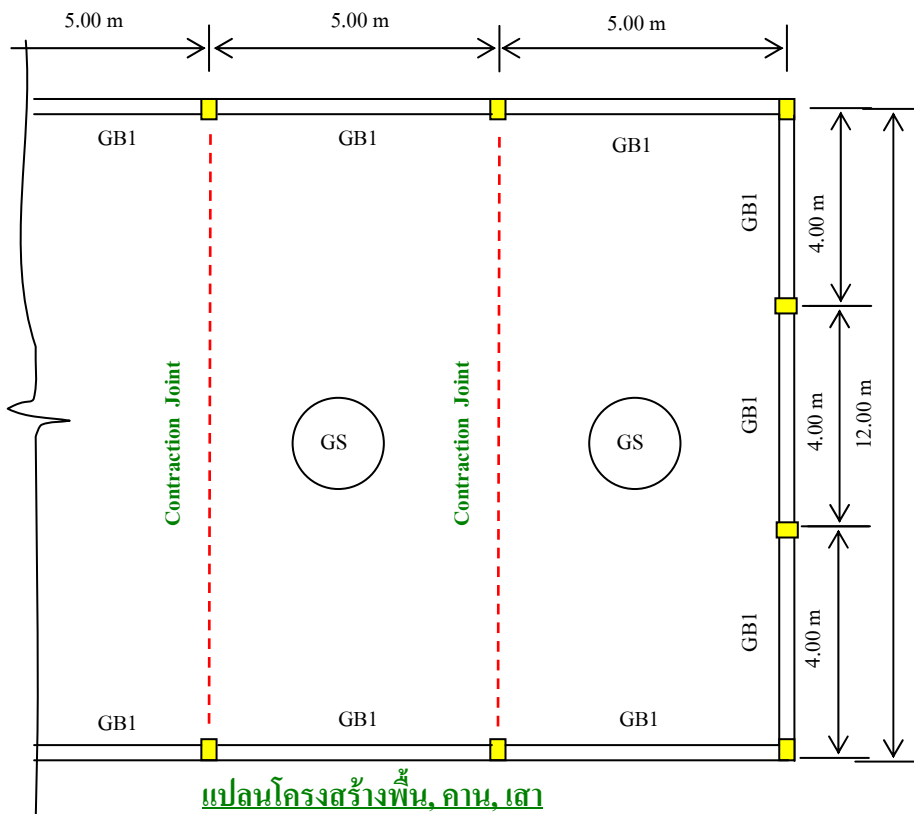 5.00 m
5.00 m
5.00 m
GB1
GB1
GB1
GB1
4.00 m
Contraction Joint
Contraction Joint
GS
GS
GB1
4.00 m
12.00 m
GB1
4.00 m
GB1
GB1
GB1
แปลนโครงสร้างพื้น, คาน, เสา